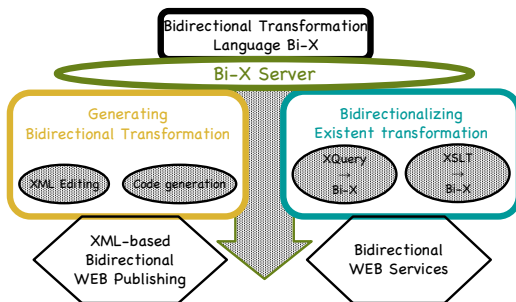 Bidirectional Transformation
Language Bi-X
Bi-X Server
Generating
Bidirectional Transformation
XML Editing
Code generation
Bidirectionalizing
Existent transformation
XQuery
→
Bi-X
XSLT
→
Bi-X
XML-based
Bidirectional
WEB Publishing
Bidirectional
WEB Services